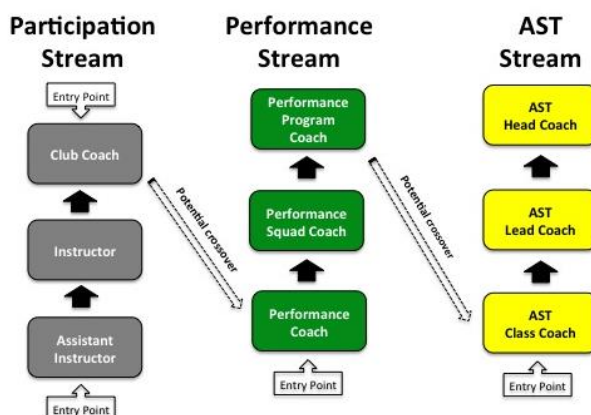 Participation
Stream
Entry Point
Club Coach
Instructor
Assistant
Instructor
Entry Point
Potential crossover
Performance
Stream
Performance
Program
Coach
Performance
Squad Coach
Performance
Coach
Entry Point
Potential crossover
AST
Stream
AST
Head Coach
AST
Lead Coach
AST
Class Coach
Entry Point